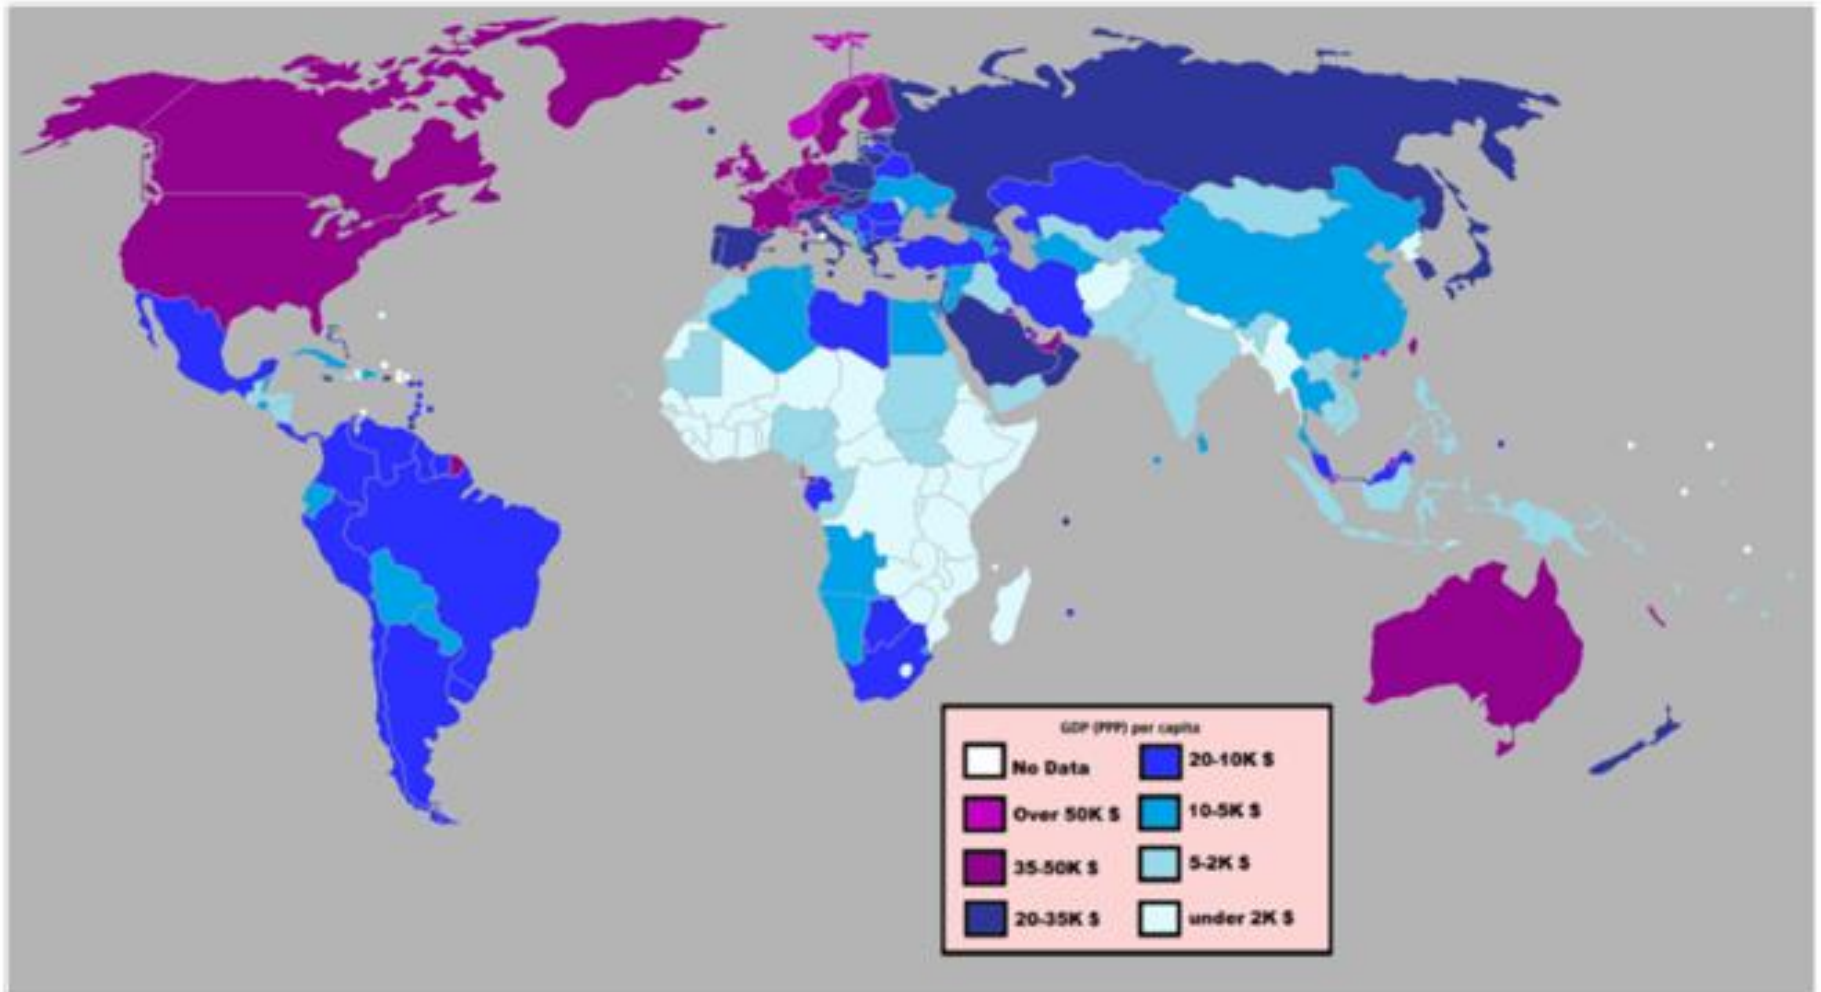 GDP (PPP) per capita
No Data
Over 50K $
35-50K $
20-35K $
20-10K $
10-5K $
5-2K $
under 2K $